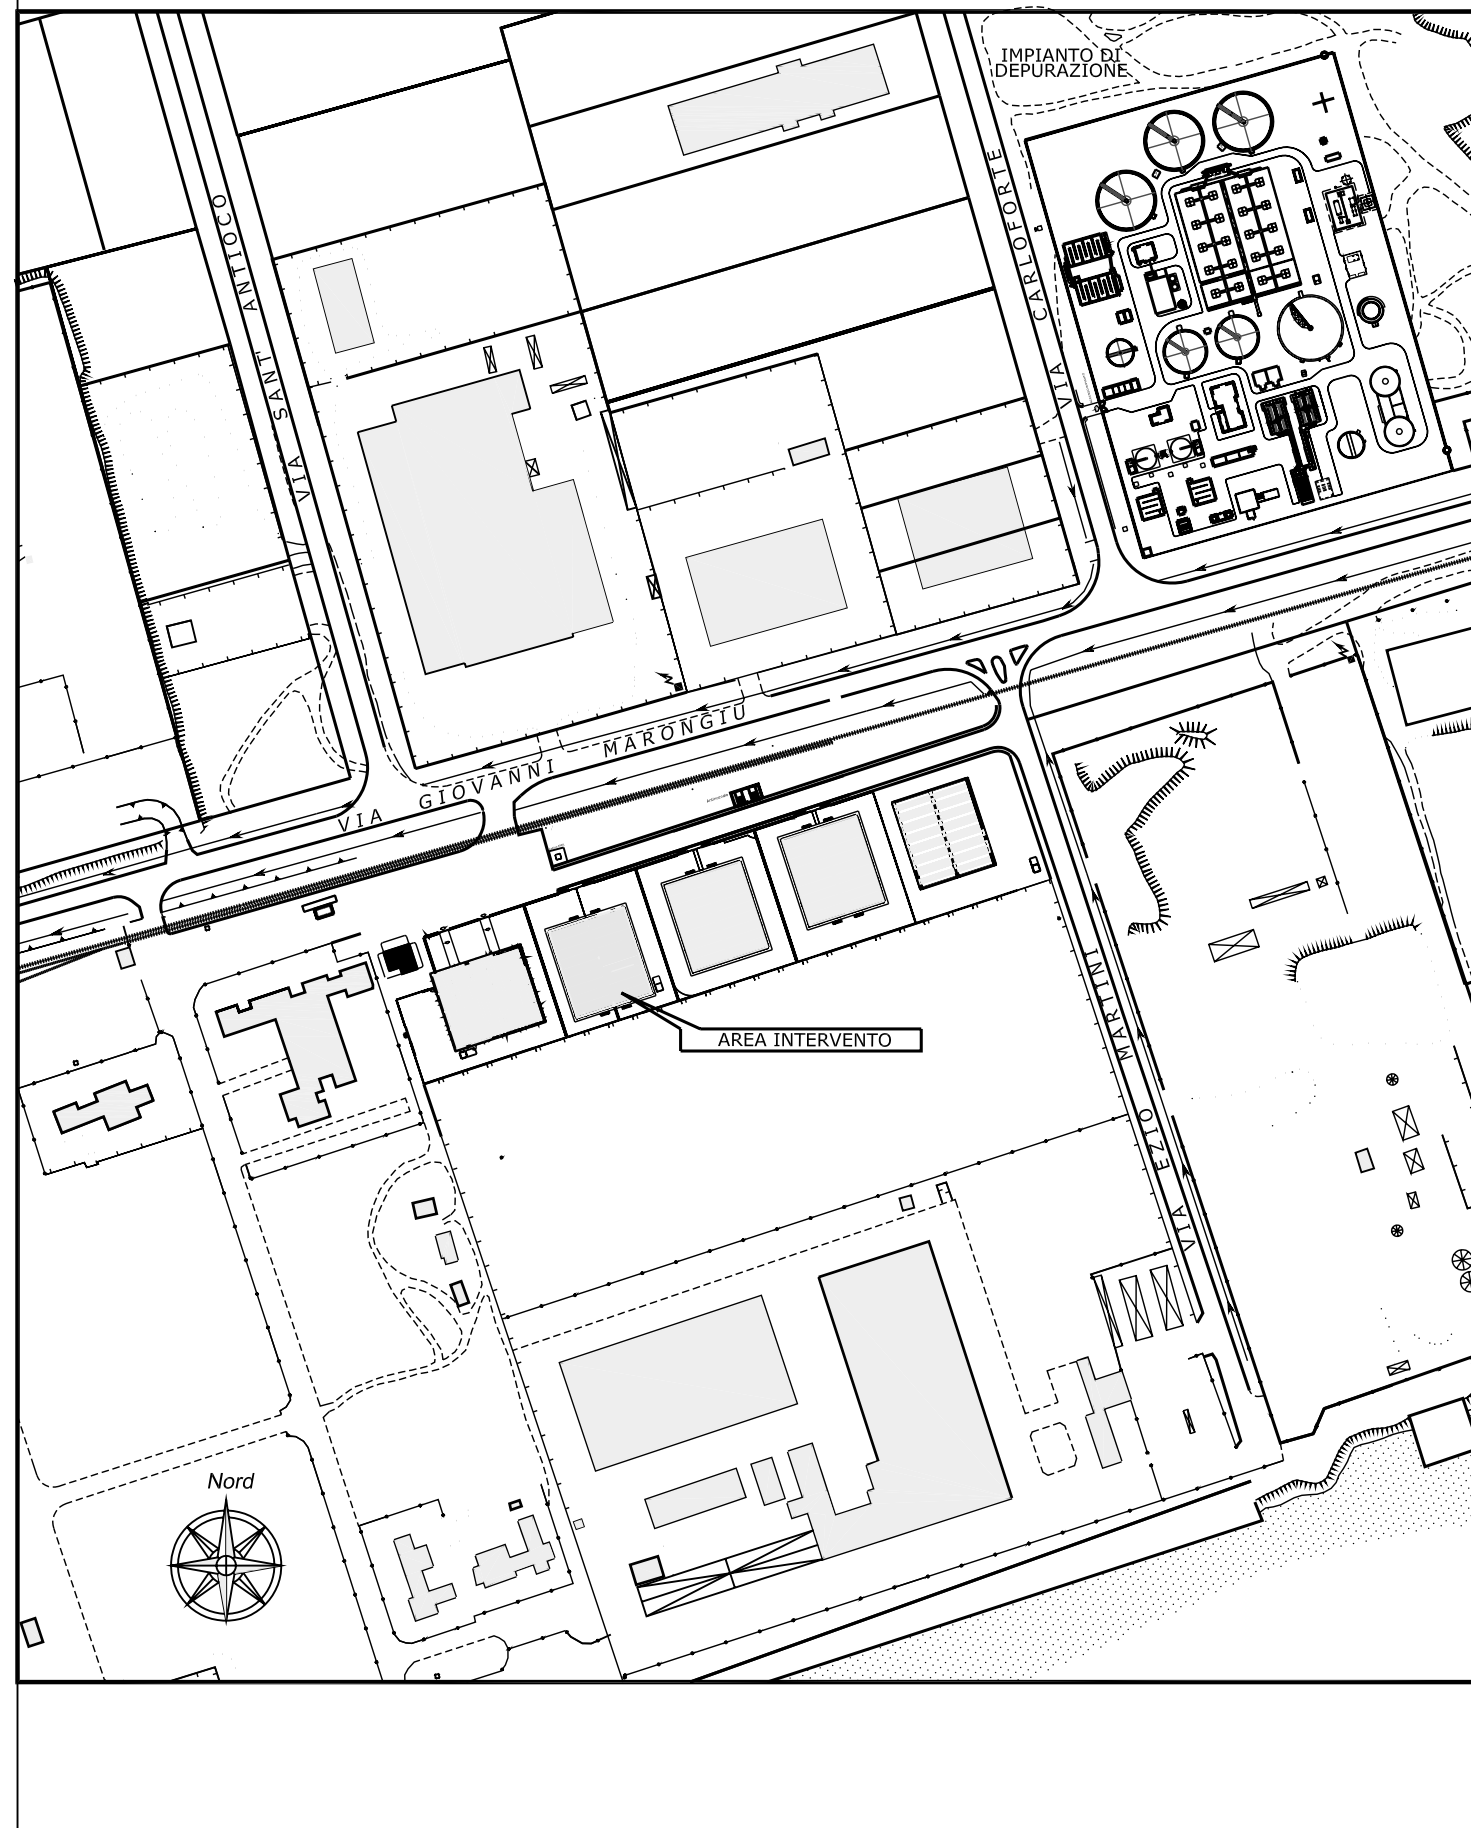 IMPIANTO DI
DEPURAZIONE
VIA SANT ANTIOCO
VIA CARLOFORTE
VIA GIOVANNI MARONGIU
AREA INTERVENTO
VIA EZIO MARTINI
Nord